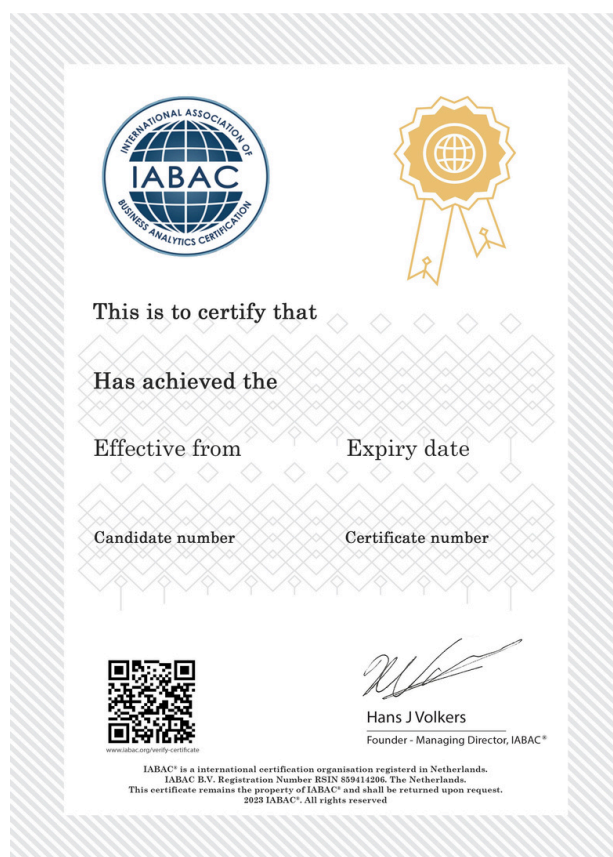 INTERNATIONAL ASSOCIATION OF
IABAC
BUSINESS ANALYTICS CERTIFICATION
This is to certify that
Has achieved the
Effective from Expiry date
Candidate number Certificate number
www.iabac.org/verify-certificate
Hans J Volkers
Founder - Managing Director, IABAC®
IABAC® is a international certification organisation registerd in Netherlands.
IABAC B.V. Registration Number RSIN 859414206. The Netherlands.
This certificate remains the property of IABAC® and shall be returned upon request.
2023 IABAC®. All rights reserved